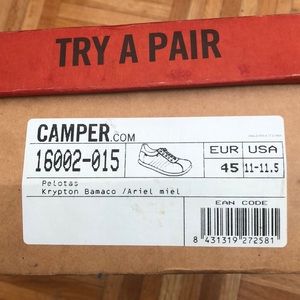 TRY A PAIR
CAMPER.COM
16002-015
EUR USA
45 11-11.5
Pelotas
Krypton Bamaco /Ariel miel
EAN CODE
8 431319 272581